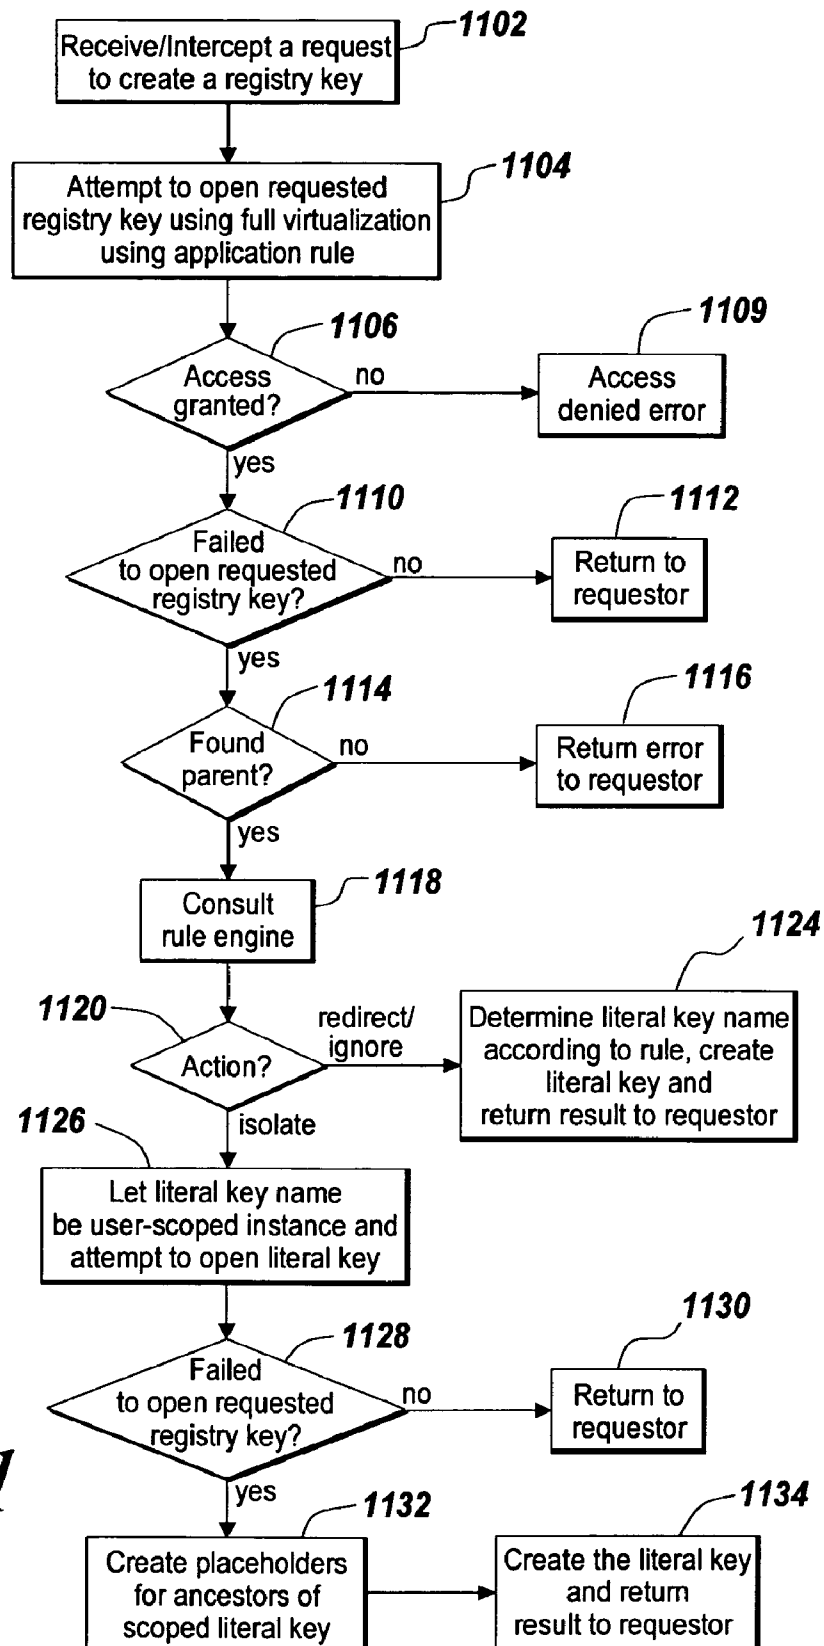 1102
Receive/Intercept a request
to create a registry key
1104
Attempt to open requested
registry key using full virtualization
using application rule
1106
Access
granted?
no
1109
Access
denied error
yes
1110
Failed
to open requested
registry key?
no
1112
Return to
requestor
yes
1114
Found
parent?
no
1116
Return error
to requestor
yes
1118
Consult
rule engine
1120
Action?
redirect/
ignore
1124
Determine literal key name
according to rule, create
literal key and
return result to requestor
isolate
1126
Let literal key name
be user-scoped instance and
attempt to open literal key
1128
Failed
to open requested
registry key?
no
1130
Return to
requestor
yes
1132
Create placeholders
for ancestors of
scoped literal key
1134
Create the literal key
and return
result to requestor